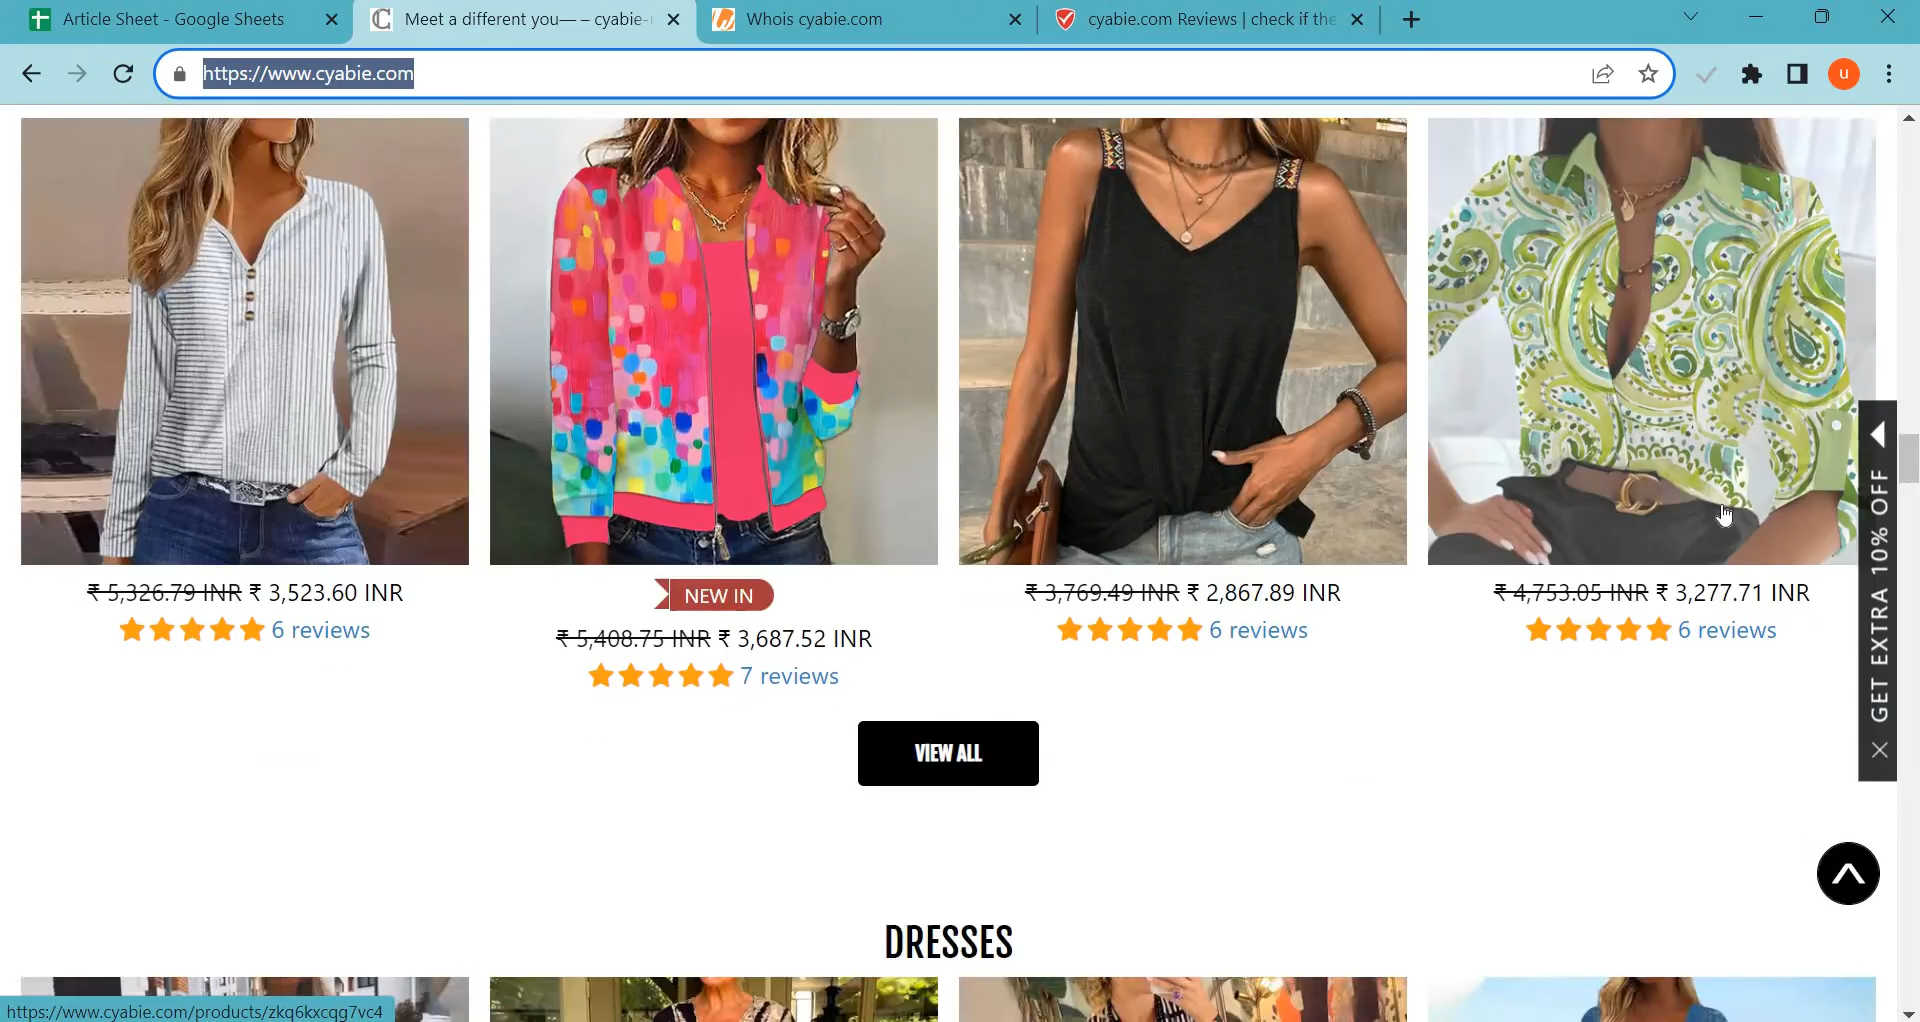 Article Sheet - Google Sheets
Meet a different you— – cyabie-
Whois cyabie.com
cyabie.com Reviews | check if the
https://www.cyabie.com
u
₹ 5,326.79 INR ₹ 3,523.60 INR
6 reviews
NEW IN
₹ 5,408.75 INR ₹ 3,687.52 INR
7 reviews
₹ 3,769.49 INR ₹ 2,867.89 INR
6 reviews
₹ 4,753.05 INR ₹ 3,277.71 INR
6 reviews
GET EXTRA 10% OFF
VIEW ALL
DRESSES
https://www.cyabie.com/products/zkq6kxcqg7vc4